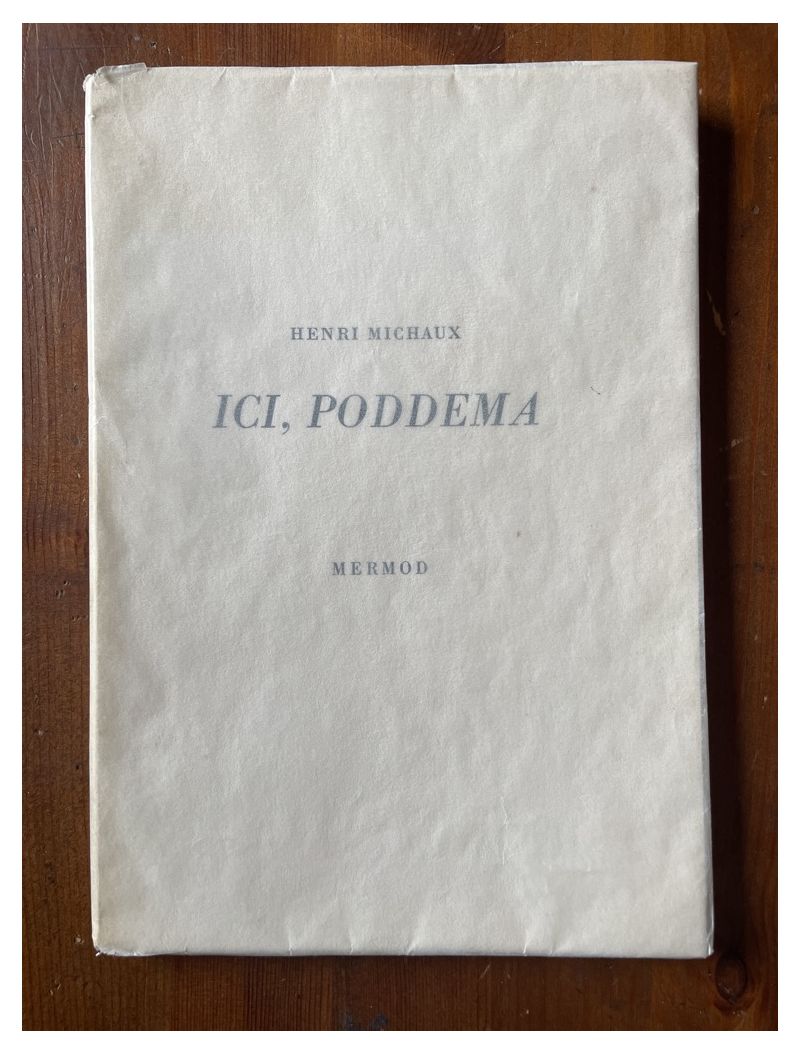 HENRI MICHAUX
ICI, PODDEMA
MERMOD